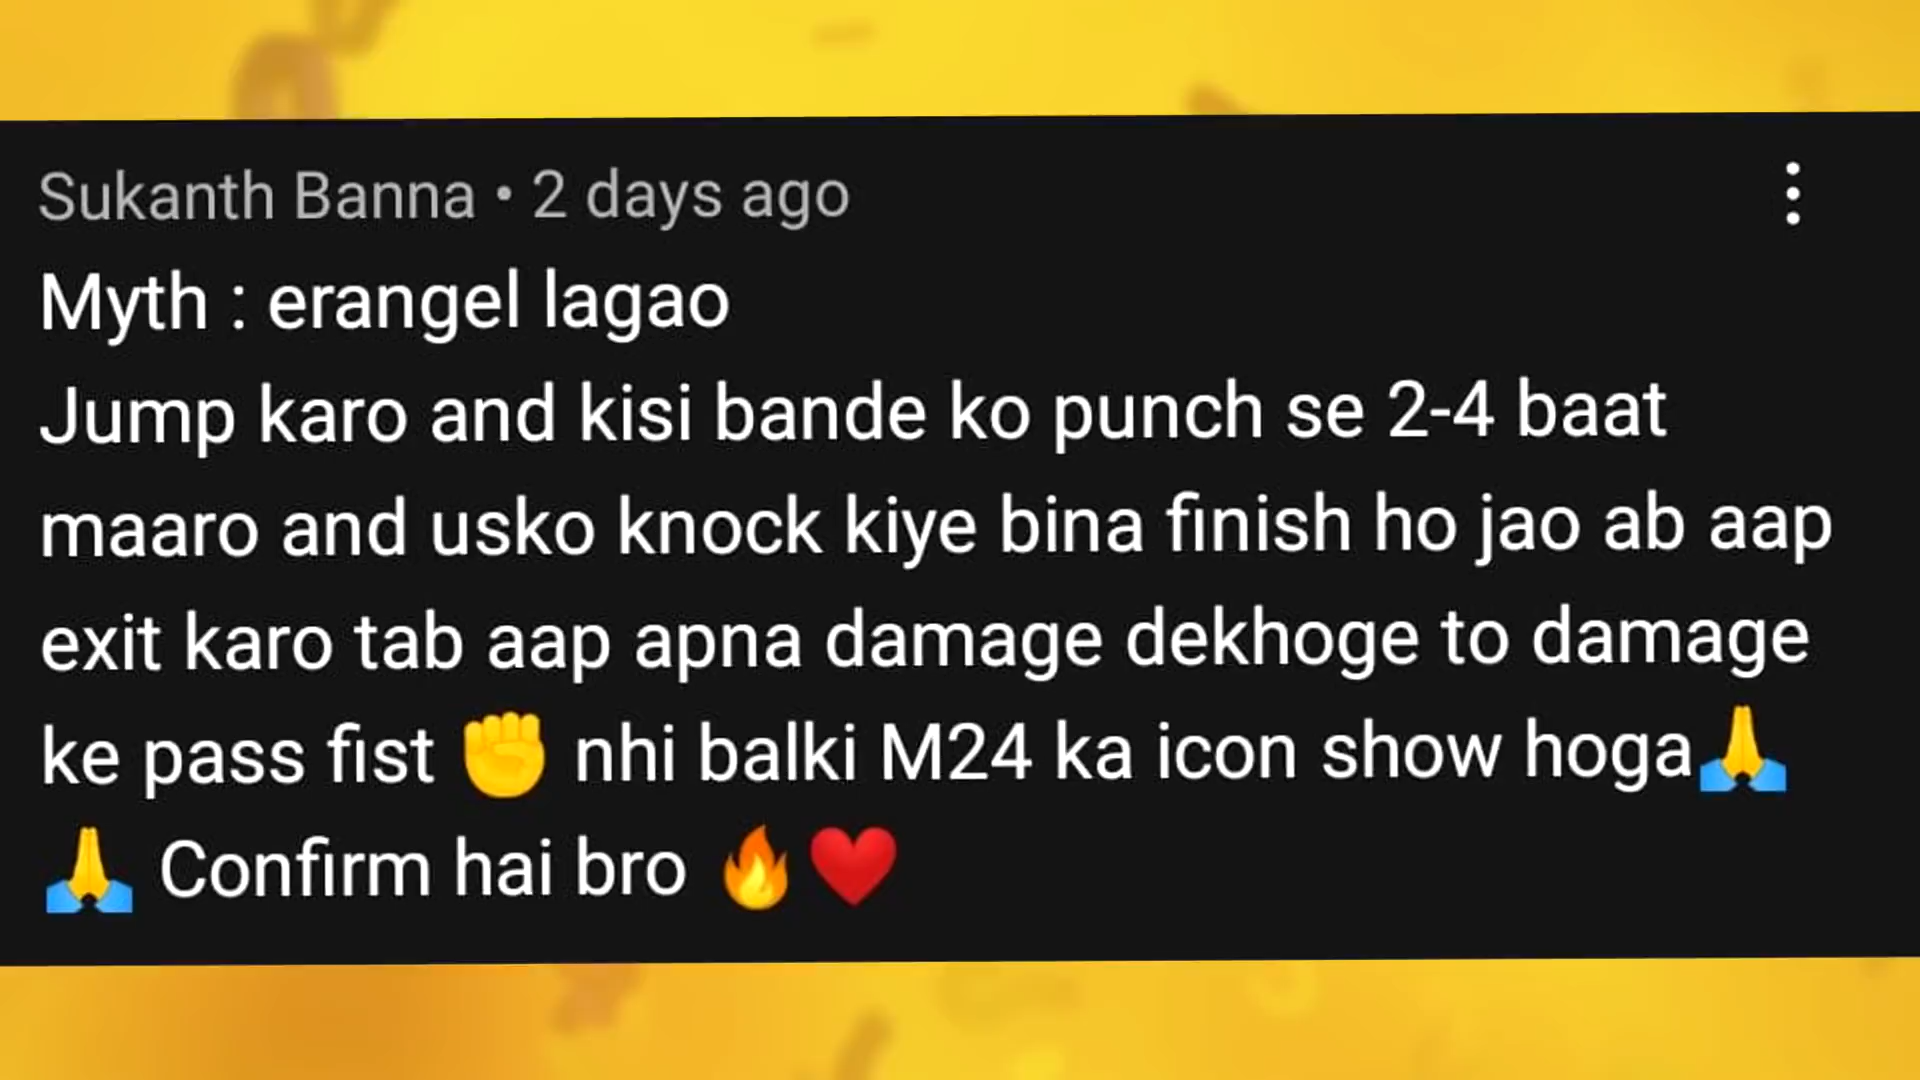 Sukanth Banna • 2 days ago
Myth : erangel lagao
Jump karo and kisi bande ko punch se 2-4 baat
maaro and usko knock kiye bina finish ho jao ab aap
exit karo tab aap apna damage dekhoge to damage
ke pass fist ✊ nhi balki M24 ka icon show hoga🙏
🙏 Confirm hai bro 🔥❤️